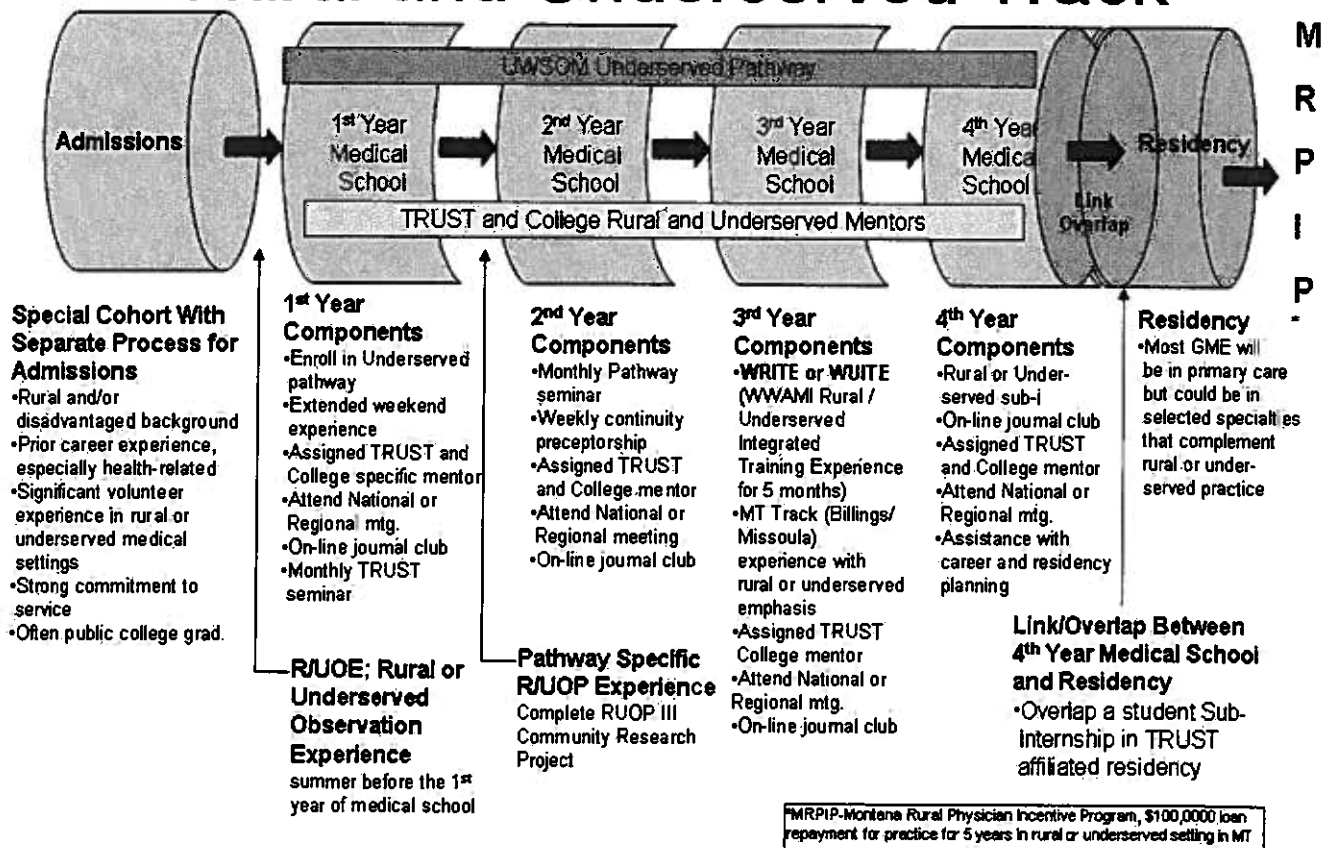 M
R
P
I
P
*
UWSOM Underserved Pathway
Admissions
1st Year
Medical
School
2nd Year
Medical
School
3rd Year
Medical
School
4th Year
Medica
School
Link
Overlap
Residency
TRUST and College Rural and Underserved Mentors
Special Cohort With
Separate Process for
Admissions
•Rural and/or
disadvantaged background
•Prior career experience,
especially health-related
•Significant volunteer
experience in rural or
underserved medical
settings
•Strong commitment to
service
•Often public college grad.
R/UOE; Rural or
Underserved
Observation
Experience
summer before the 1st
year of medical school
1st Year
Components
•Enroll in Underserved
pathway
•Extended weekend
experience
•Assigned TRUST and
College specific mentor
•Attend National or
Regional mtg.
•On-line journal club
•Monthly TRUST
seminar
2nd Year
Components
•Monthly Pathway
seminar
•Weekly continuity
preceptorship
•Assigned TRUST
and College mentor
•Attend National or
Regional meeting
•On-line journal club
Pathway Specific
R/UOP Experience
Complete RUOP III
Community Research
Project
3rd Year
Components
•WRITE or WUITE
(WWAMI Rural /
Underserved
Integrated
Training Experience
for 5 months)
•MT Track (Billings/
Missoula)
experience with
rural or underserved
emphasis
•Assigned TRUST
College mentor
•Attend National or
Regional mtg.
•On-line journal club
4th Year
Components
•Rural or Under-
served sub-i
•On-line journal club
•Assigned TRUST
and College mentor
•Attend National or
Regional mtg.
•Assistance with
career and residency
planning
Link/Overlap Between
4th Year Medical School
and Residency
•Overlap a student Sub-
Internship in TRUST
affiliated residency
Residency
•Most GME will
be in primary care
but could be in
selected specialties
that complement
rural or under-
served practice
*MRPIP-Montana Rural Physician Incentive Program, $100,0000 loan
repayment for practice for 5 years in rural or underserved setting in MT